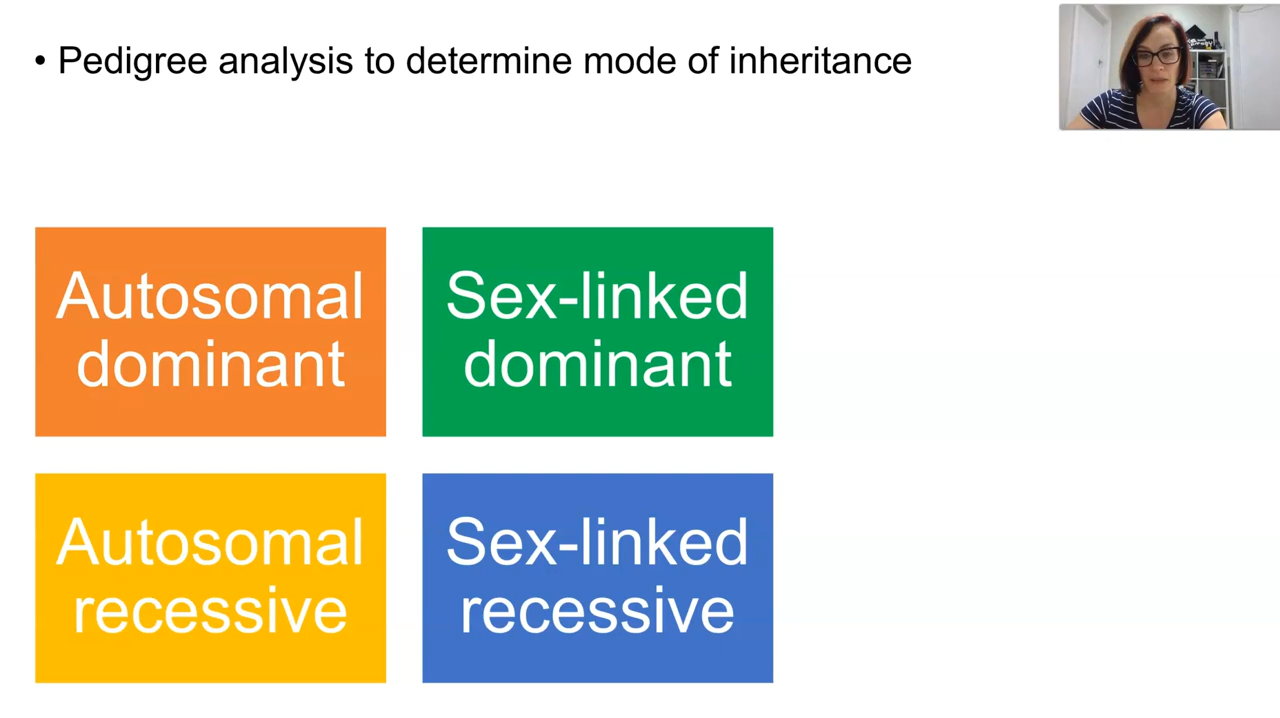 • Pedigree analysis to determine mode of inheritance
Autosomal
dominant
Sex-linked
dominant
Autosomal
recessive
Sex-linked
recessive